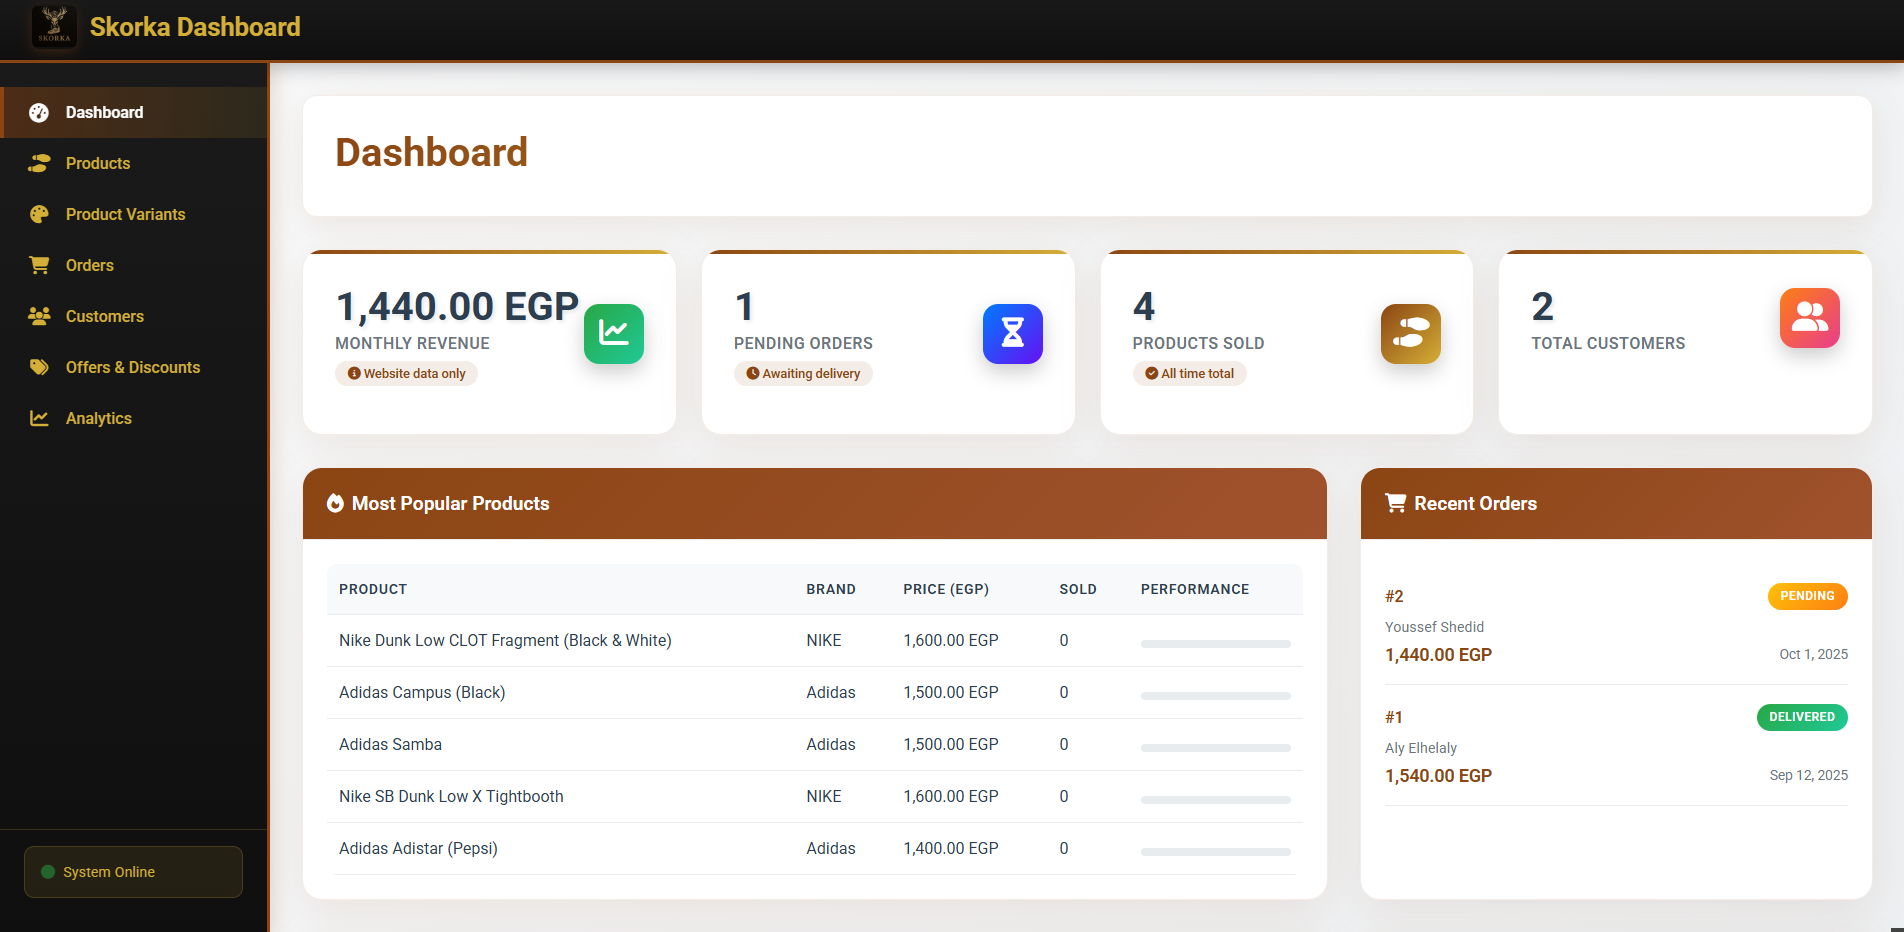 SKORKA
Skorka Dashboard
Dashboard
Products
Product Variants
Orders
Customers
Offers & Discounts
Analytics
System Online
Dashboard
1,440.00 EGP
MONTHLY REVENUE
Website data only
1
PENDING ORDERS
Awaiting delivery
4
PRODUCTS SOLD
All time total
2
TOTAL CUSTOMERS
Most Popular Products
PRODUCT BRAND PRICE (EGP) SOLD PERFORMANCE
Nike Dunk Low CLOT Fragment (Black & White) NIKE 1,600.00 EGP 0
Adidas Campus (Black) Adidas 1,500.00 EGP 0
Adidas Samba Adidas 1,500.00 EGP 0
Nike SB Dunk Low X Tightbooth NIKE 1,600.00 EGP 0
Adidas Adistar (Pepsi) Adidas 1,400.00 EGP 0
Recent Orders
#2 PENDING
Youssef Shedid
1,440.00 EGP Oct 1, 2025
#1 DELIVERED
Aly Elhelaly
1,540.00 EGP Sep 12, 2025